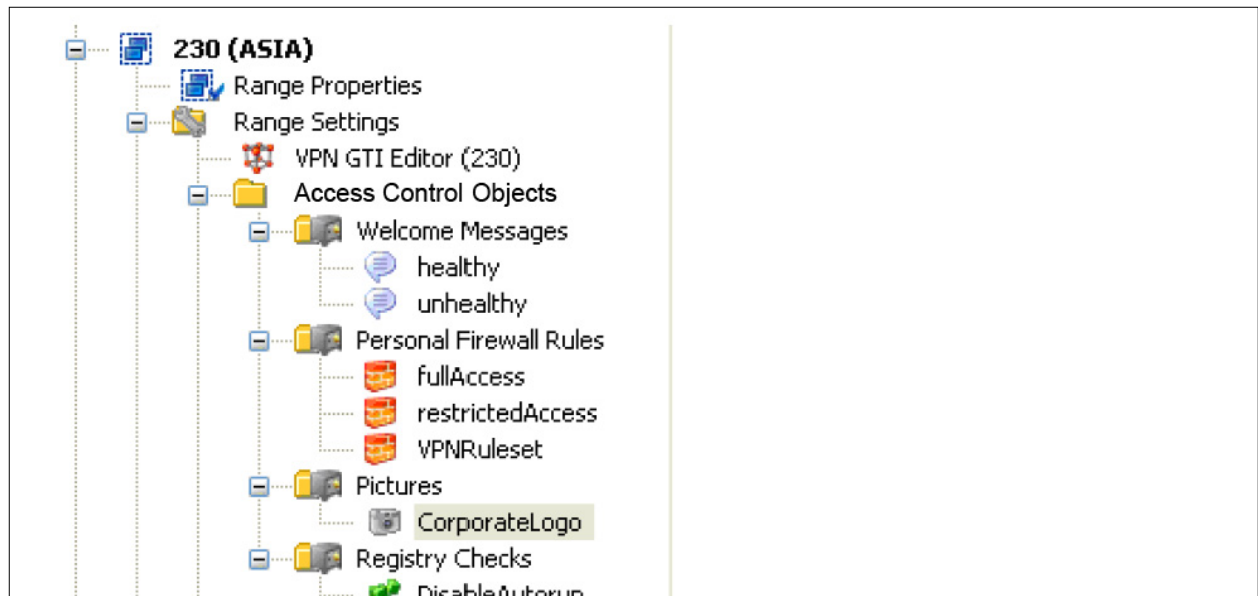 230 (ASIA)
Range Properties
Range Settings
VPN GTI Editor (230)
Access Control Objects
Welcome Messages
healthy
unhealthy
Personal Firewall Rules
fullAccess
restrictedAccess
VPNRuleset
Pictures
CorporateLogo
Registry Checks
DisableAutorun